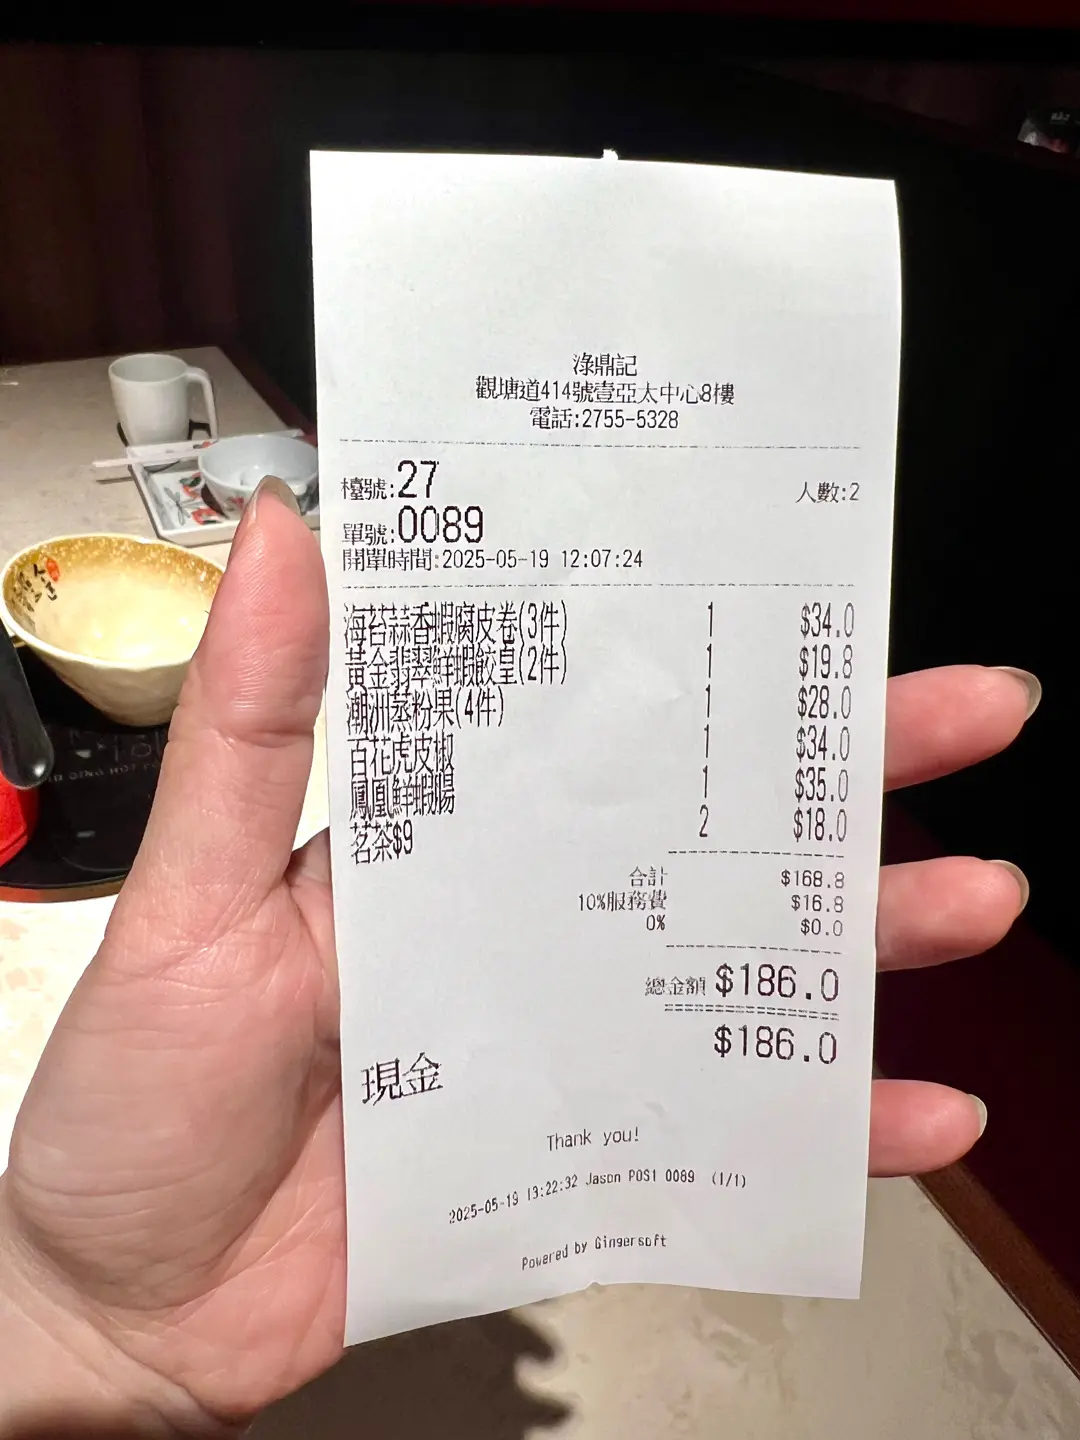 淥鼎記
觀塘道414號壹亞太中心8樓
電話:2755-5328
檯號:27 人數:2
單號:0089
開單時間:2025-05-19 12:07:24
海苔蒜香蝦腐皮卷(3件) 1 $34.0
黃金翡翠鮮蝦餃皇(2件) 1 $19.8
潮洲蒸粉果(4件) 1 $28.0
百花虎皮椒 1 $34.0
鳳凰鮮蝦腸 1 $35.0
茗茶$9 2 $18.0
合計 $168.8
10%服務費 $16.8
0% $0.0
總金額 $186.0
$186.0
現金
Thank you!
2025-05-19 13:22:32 Jason POS1 0089 (1/1)
Powered by Gingersoft